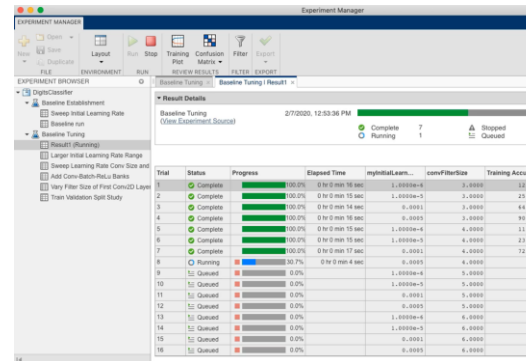 Experiment Manager
EXPERIMENT MANAGER
New
Open
Save
Duplicate
Layout
Run
Stop
Training Plot
Confusion Matrix
Filter
Export
FILE
ENVIRONMENT
RUN
REVIEW RESULTS
FILTER
EXPORT
EXPERIMENT BROWSER
DigitsClassifier
Baseline Establishment
Sweep Initial Learning Rate
Baseline run
Baseline Tuning
Result1 (Running)
Larger Initial Learning Rate Range
Sweep Learning Rate Conv Size and
Add Conv-Batch-ReLu Banks
Vary Filter Size of First Conv2D Layer
Train Validation Split Study
Baseline Tuning × Baseline Tuning | Result1 ×
Result Details
Baseline Tuning 2/7/2020, 12:53:36 PM
(View Experiment Source)
Complete 7 Stopped
Running 1 Queued
Trial Status Progress Elapsed Time myInitialLearn... convFilterSize Training Accu
1 Complete 100.0% 0 hr 0 min 16 sec 1.0000e-6 3.0000 12
2 Complete 100.0% 0 hr 0 min 15 sec 1.0000e-5 3.0000 25
3 Complete 100.0% 0 hr 0 min 14 sec 0.0001 3.0000 64
4 Complete 100.0% 0 hr 0 min 16 sec 0.0005 3.0000 90
5 Complete 100.0% 0 hr 0 min 15 sec 1.0000e-6 4.0000 11
6 Complete 100.0% 0 hr 0 min 15 sec 1.0000e-5 4.0000 23
7 Complete 100.0% 0 hr 0 min 17 sec 0.0001 4.0000 72
8 Running 30.7% 0 hr 0 min 4 sec 0.0005 4.0000
9 Queued 0.0% 1.0000e-6 5.0000
10 Queued 0.0% 1.0000e-5 5.0000
11 Queued 0.0% 0.0001 5.0000
12 Queued 0.0% 0.0005 5.0000
13 Queued 0.0% 1.0000e-6 6.0000
14 Queued 0.0% 1.0000e-5 6.0000
15 Queued 0.0% 0.0001 6.0000
16 Queued 0.0% 0.0005 6.0000